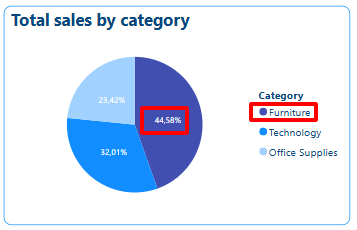 Total sales by category
23,42%
44,58%
32,01%
Category
Furniture
Technology
Office Supplies